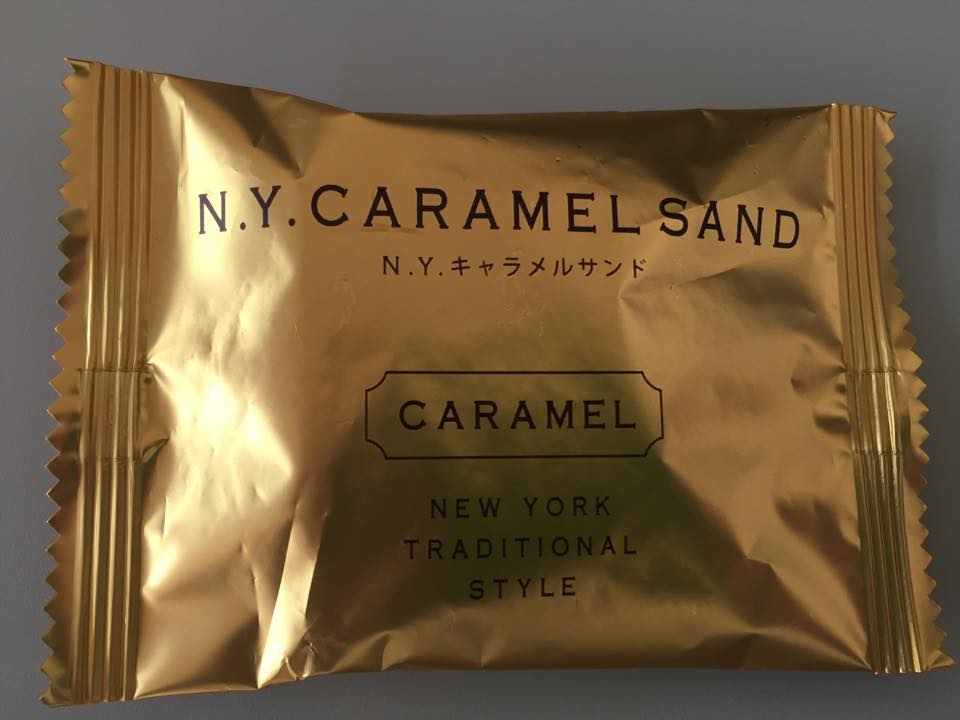 N.Y. CARAMEL SAND
N.Y.キャラメルサンド
CARAMEL
NEW YORK
TRADITIONAL
STYLE